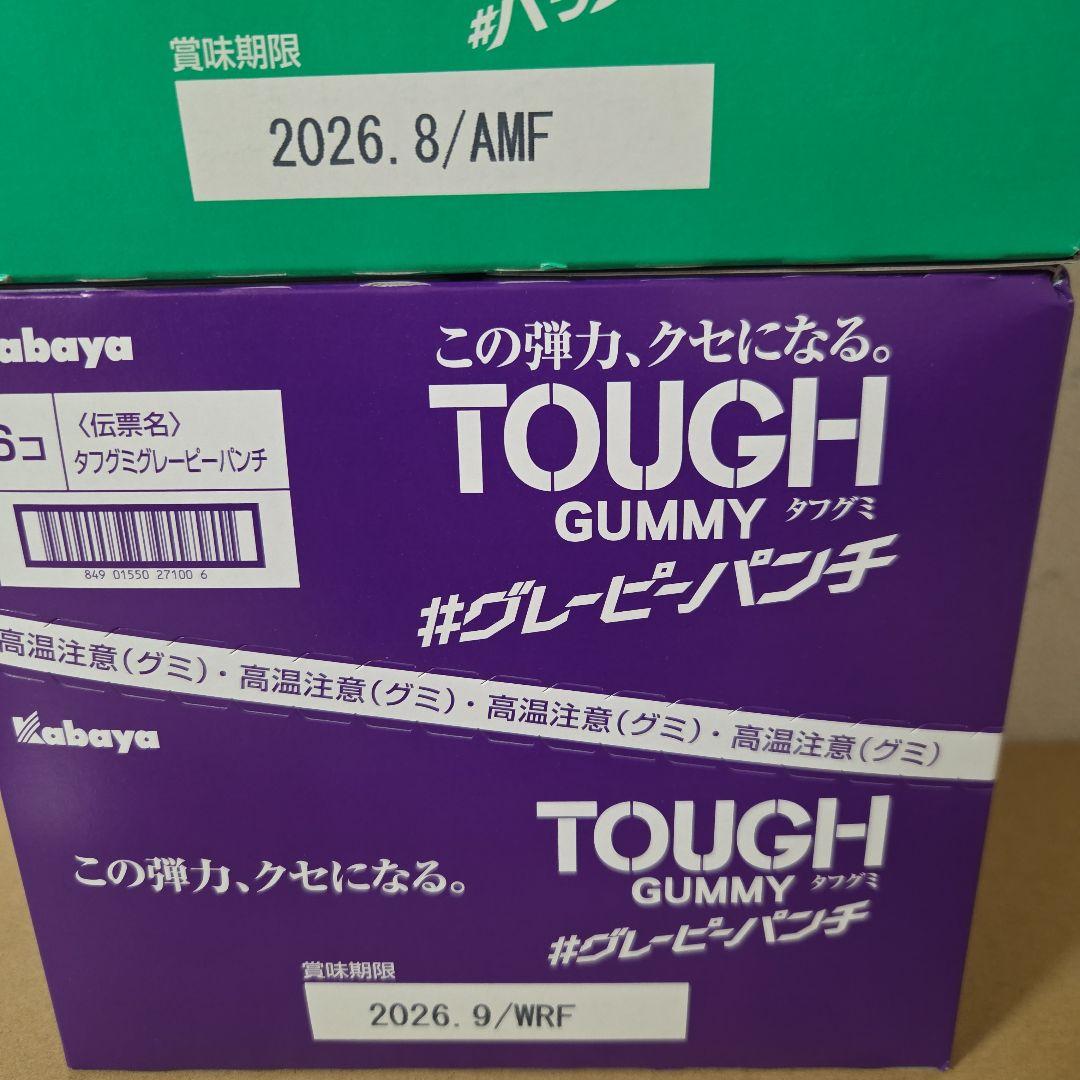 賞味期限
2026.8/AMF
abaya
この弾力、クセになる。
TOUGH
GUMMY タフグミ
#グレーピーパンチ
6コ
〈伝票名〉
タフグミグレーピーパンチ
849 01550 27100 6
高温注意(グミ)・高温注意(グミ)・高温注意(グミ)・高温注意(グミ)
Kabaya
この弾力、クセになる。
TOUGH
GUMMY タフグミ
#グレーピーパンチ
賞味期限
2026.9/WRF